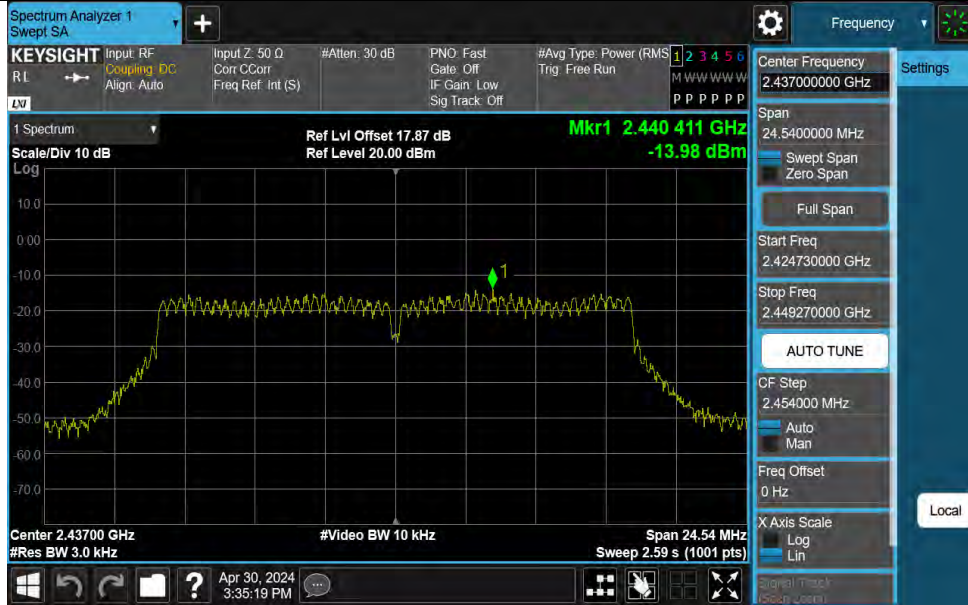 Spectrum Analyzer 1
Swept SA
+
Frequency
KEYSIGHT
RL
LXI
Input: RF
Coupling: DC
Align: Auto
Input Z: 50 Ω
Corr CCorr
Freq Ref: Int (S)
#Atten: 30 dB
PNO: Fast
Gate: Off
IF Gain: Low
Sig Track: Off
#Avg Type: Power (RMS
Trig: Free Run
1 2 3 4 5 6
M W W W W W
P P P P P P
1 Spectrum
Scale/Div 10 dB
Ref Lvl Offset 17.87 dB
Ref Level 20.00 dBm
Mkr1 2.440 411 GHz
-13.98 dBm
Log
10.0
0.00
-10.0
-20.0
-30.0
-40.0
-50.0
-60.0
-70.0
1
Center 2.43700 GHz
#Res BW 3.0 kHz
#Video BW 10 kHz
Span 24.54 MHz
Sweep 2.59 s (1001 pts)
Center Frequency
2.437000000 GHz
Span
24.5400000 MHz
Swept Span
Zero Span
Full Span
Start Freq
2.424730000 GHz
Stop Freq
2.449270000 GHz
AUTO TUNE
CF Step
2.454000 MHz
Auto
Man
Freq Offset
0 Hz
X Axis Scale
Log
Lin
Signal Track
(Span Zoom)
Settings
Local
?
Apr 30, 2024
3:35:19 PM